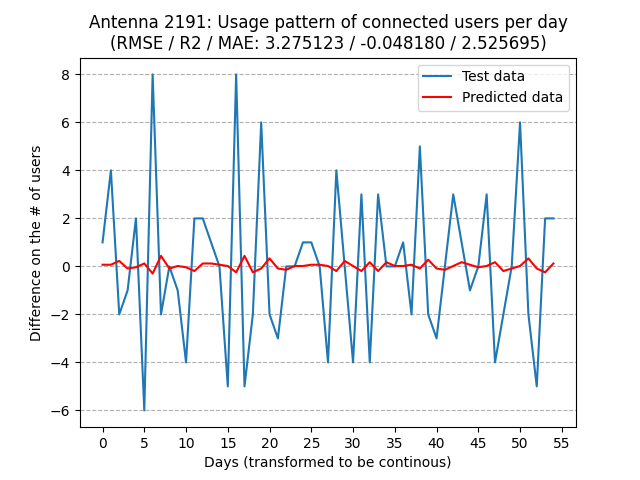 Antenna 2191: Usage pattern of connected users per day
(RMSE / R2 / MAE: 3.275123 / -0.048180 / 2.525695)
Test data
Predicted data
Difference on the # of users
8
6
4
2
0
−2
−4
−6
0 5 10 15 20 25 30 35 40 45 50 55
Days (transformed to be continous)